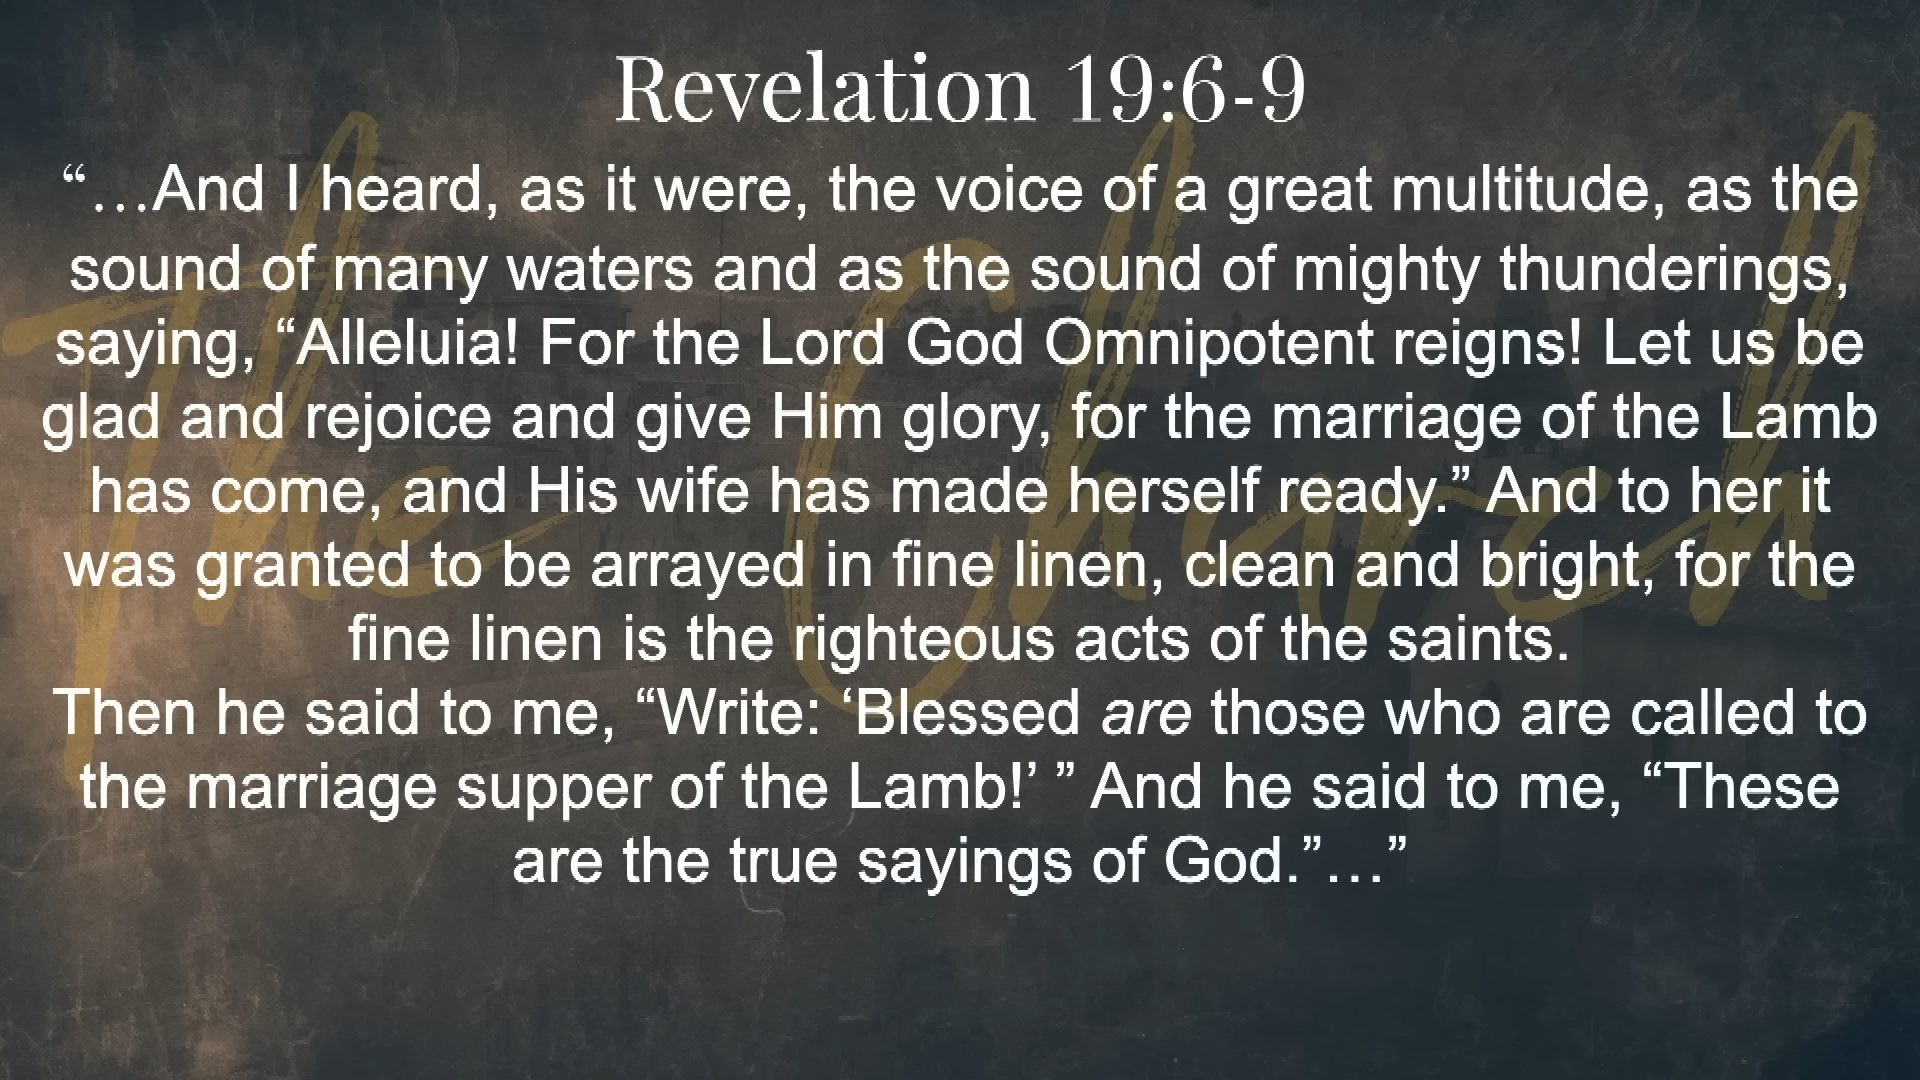 Revelation 19:6-9
“…And I heard, as it were, the voice of a great multitude, as the
sound of many waters and as the sound of mighty thunderings,
saying, “Alleluia! For the Lord God Omnipotent reigns! Let us be
glad and rejoice and give Him glory, for the marriage of the Lamb
has come, and His wife has made herself ready.” And to her it
was granted to be arrayed in fine linen, clean and bright, for the
fine linen is the righteous acts of the saints.
Then he said to me, “Write: ‘Blessed are those who are called to
the marriage supper of the Lamb!’ ” And he said to me, “These
are the true sayings of God.”…”
The Church